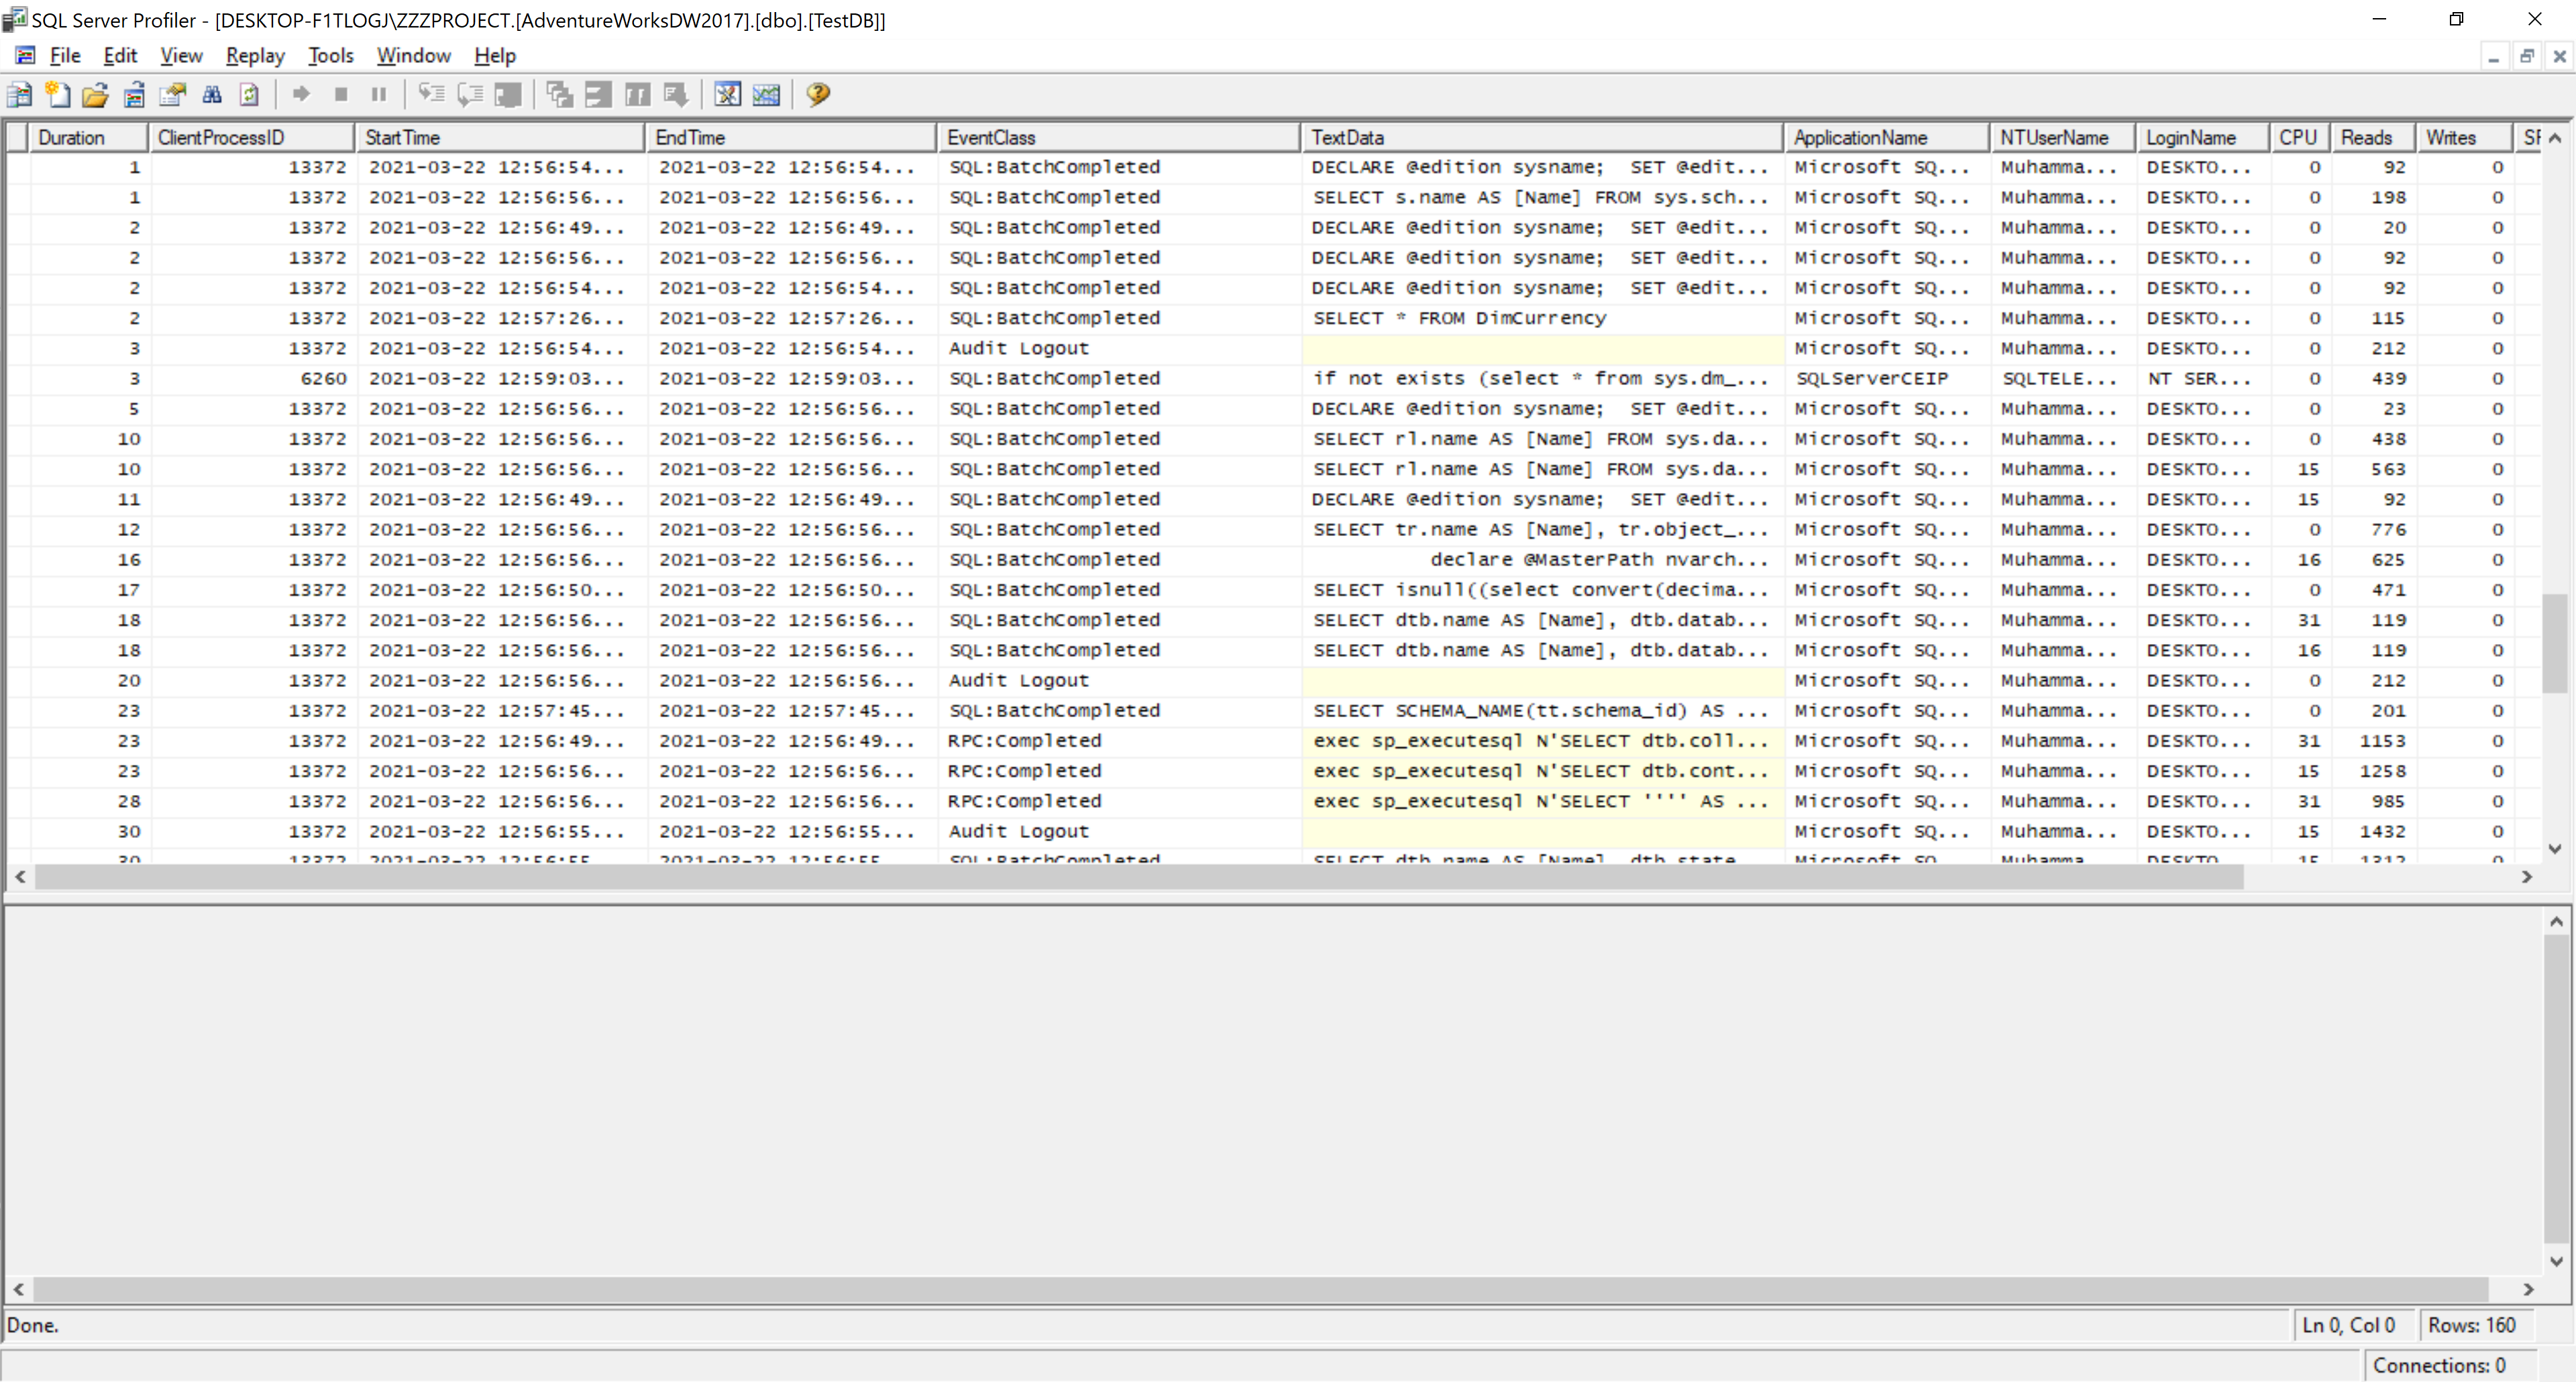 SQL Server Profiler - [DESKTOP-F1TLOGJ\ZZZPROJECT.[AdventureWorksDW2017].[dbo].[TestDB]]
File Edit View Replay Tools Window Help
Duration ClientProcessID StartTime EndTime EventClass TextData ApplicationName NTUserName LoginName CPU Reads Writes
1 13372 2021-03-22 12:56:54... 2021-03-22 12:56:54... SQL:BatchCompleted DECLARE @edition sysname; SET @edit... Microsoft SQ... Muhamma... DESKTO... 0 92 0
1 13372 2021-03-22 12:56:56... 2021-03-22 12:56:56... SQL:BatchCompleted SELECT s.name AS [Name] FROM sys.sch... Microsoft SQ... Muhamma... DESKTO... 0 198 0
2 13372 2021-03-22 12:56:49... 2021-03-22 12:56:49... SQL:BatchCompleted DECLARE @edition sysname; SET @edit... Microsoft SQ... Muhamma... DESKTO... 0 20 0
2 13372 2021-03-22 12:56:56... 2021-03-22 12:56:56... SQL:BatchCompleted DECLARE @edition sysname; SET @edit... Microsoft SQ... Muhamma... DESKTO... 0 92 0
2 13372 2021-03-22 12:56:54... 2021-03-22 12:56:54... SQL:BatchCompleted DECLARE @edition sysname; SET @edit... Microsoft SQ... Muhamma... DESKTO... 0 92 0
2 13372 2021-03-22 12:57:26... 2021-03-22 12:57:26... SQL:BatchCompleted SELECT * FROM DimCurrency Microsoft SQ... Muhamma... DESKTO... 0 115 0
3 13372 2021-03-22 12:56:54... 2021-03-22 12:56:54... Audit Logout Microsoft SQ... Muhamma... DESKTO... 0 212 0
3 6260 2021-03-22 12:59:03... 2021-03-22 12:59:03... SQL:BatchCompleted if not exists (select * from sys.dm_... SQLServerCEIP SQLTELE... NT SER... 0 439 0
5 13372 2021-03-22 12:56:56... 2021-03-22 12:56:56... SQL:BatchCompleted DECLARE @edition sysname; SET @edit... Microsoft SQ... Muhamma... DESKTO... 0 23 0
10 13372 2021-03-22 12:56:56... 2021-03-22 12:56:56... SQL:BatchCompleted SELECT rl.name AS [Name] FROM sys.da... Microsoft SQ... Muhamma... DESKTO... 0 438 0
10 13372 2021-03-22 12:56:56... 2021-03-22 12:56:56... SQL:BatchCompleted SELECT rl.name AS [Name] FROM sys.da... Microsoft SQ... Muhamma... DESKTO... 15 563 0
11 13372 2021-03-22 12:56:49... 2021-03-22 12:56:49... SQL:BatchCompleted DECLARE @edition sysname; SET @edit... Microsoft SQ... Muhamma... DESKTO... 15 92 0
12 13372 2021-03-22 12:56:56... 2021-03-22 12:56:56... SQL:BatchCompleted SELECT tr.name AS [Name], tr.object_... Microsoft SQ... Muhamma... DESKTO... 0 776 0
16 13372 2021-03-22 12:56:56... 2021-03-22 12:56:56... SQL:BatchCompleted declare @MasterPath nvarch... Microsoft SQ... Muhamma... DESKTO... 16 625 0
17 13372 2021-03-22 12:56:50... 2021-03-22 12:56:50... SQL:BatchCompleted SELECT isnull((select convert(decima... Microsoft SQ... Muhamma... DESKTO... 0 471 0
18 13372 2021-03-22 12:56:56... 2021-03-22 12:56:56... SQL:BatchCompleted SELECT dtb.name AS [Name], dtb.datab... Microsoft SQ... Muhamma... DESKTO... 31 119 0
18 13372 2021-03-22 12:56:56... 2021-03-22 12:56:56... SQL:BatchCompleted SELECT dtb.name AS [Name], dtb.datab... Microsoft SQ... Muhamma... DESKTO... 16 119 0
20 13372 2021-03-22 12:56:56... 2021-03-22 12:56:56... Audit Logout Microsoft SQ... Muhamma... DESKTO... 0 212 0
23 13372 2021-03-22 12:57:45... 2021-03-22 12:57:45... SQL:BatchCompleted SELECT SCHEMA_NAME(tt.schema_id) AS ... Microsoft SQ... Muhamma... DESKTO... 0 201 0
23 13372 2021-03-22 12:56:49... 2021-03-22 12:56:49... RPC:Completed exec sp_executesql N'SELECT dtb.coll... Microsoft SQ... Muhamma... DESKTO... 31 1153 0
23 13372 2021-03-22 12:56:56... 2021-03-22 12:56:56... RPC:Completed exec sp_executesql N'SELECT dtb.cont... Microsoft SQ... Muhamma... DESKTO... 15 1258 0
28 13372 2021-03-22 12:56:56... 2021-03-22 12:56:56... RPC:Completed exec sp_executesql N'SELECT '''' AS ... Microsoft SQ... Muhamma... DESKTO... 31 985 0
30 13372 2021-03-22 12:56:55... 2021-03-22 12:56:55... Audit Logout Microsoft SQ... Muhamma... DESKTO... 15 1432 0
30 13372 2021-03-22 12:56:55 2021-03-22 12:56:55 SQL:BatchCompleted SELECT dtb.name AS [Name], dtb.state Microsoft SQ Muhamma DESKTO 15 1312 0
Done.
Ln 0, Col 0
Rows: 160
Connections: 0